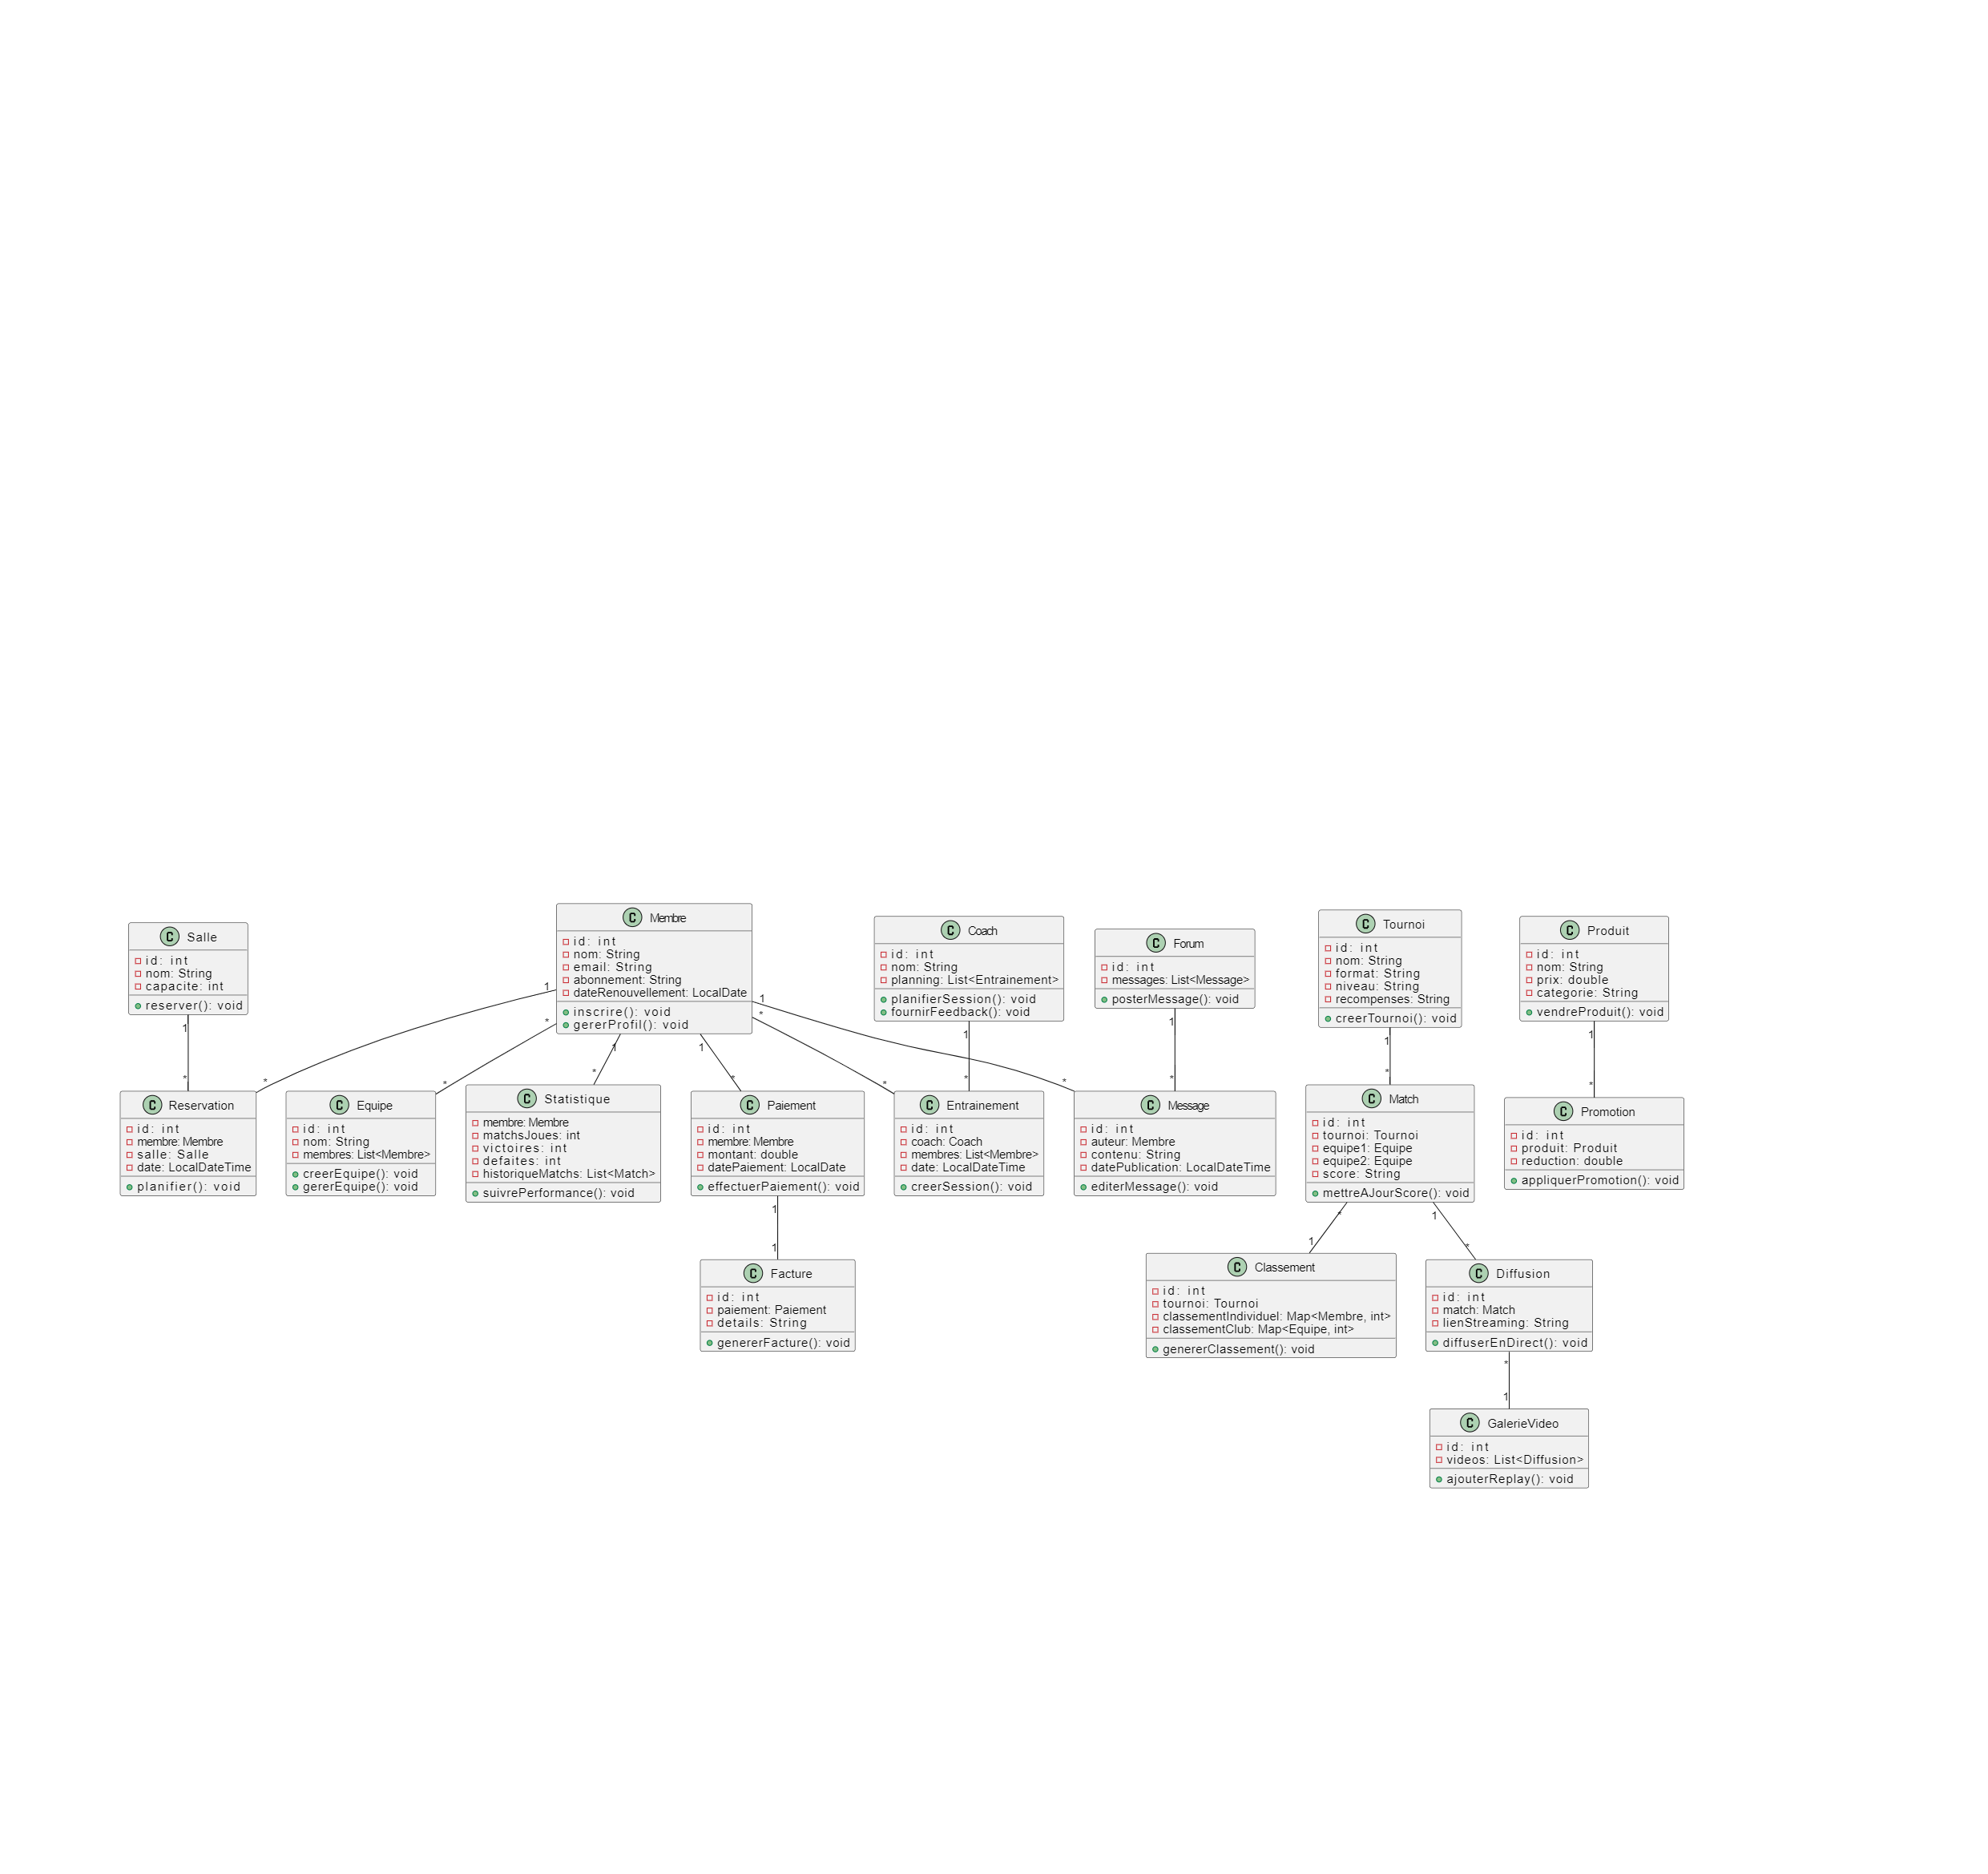 C Salle
id: int
nom: String
capacite: int
reserver(): void
C Membre
id: int
nom: String
email: String
abonnement: String
dateRenouvellement: LocalDate
inscrire(): void
gererProfil(): void
C Coach
id: int
nom: String
planning: List<Entrainement>
planifierSession(): void
fournirFeedback(): void
C Forum
id: int
messages: List<Message>
posterMessage(): void
C Tournoi
id: int
nom: String
format: String
niveau: String
recompenses: String
creerTournoi(): void
C Produit
id: int
nom: String
prix: double
categorie: String
vendreProduit(): void
1
*
1
*
*
*
1
*
1
*
*
*
1
*
1
*
1
*
1
*
1
*
C Reservation
id: int
membre: Membre
salle: Salle
date: LocalDateTime
planifier(): void
C Equipe
id: int
nom: String
membres: List<Membre>
creerEquipe(): void
gererEquipe(): void
C Statistique
membre: Membre
matchsJoues: int
victoires: int
defaites: int
historiqueMatchs: List<Match>
suivrePerformance(): void
C Paiement
id: int
membre: Membre
montant: double
datePaiement: LocalDate
effectuerPaiement(): void
C Entrainement
id: int
coach: Coach
membres: List<Membre>
date: LocalDateTime
creerSession(): void
C Message
id: int
auteur: Membre
contenu: String
datePublication: LocalDateTime
editerMessage(): void
C Match
id: int
tournoi: Tournoi
equipe1: Equipe
equipe2: Equipe
score: String
mettreAJourScore(): void
C Promotion
id: int
produit: Produit
reduction: double
appliquerPromotion(): void
1
1
*
1
1
*
C Facture
id: int
paiement: Paiement
details: String
genererFacture(): void
C Classement
id: int
tournoi: Tournoi
classementIndividuel: Map<Membre, int>
classementClub: Map<Equipe, int>
genererClassement(): void
C Diffusion
id: int
match: Match
lienStreaming: String
diffuserEnDirect(): void
*
1
C GalerieVideo
id: int
videos: List<Diffusion>
ajouterReplay(): void